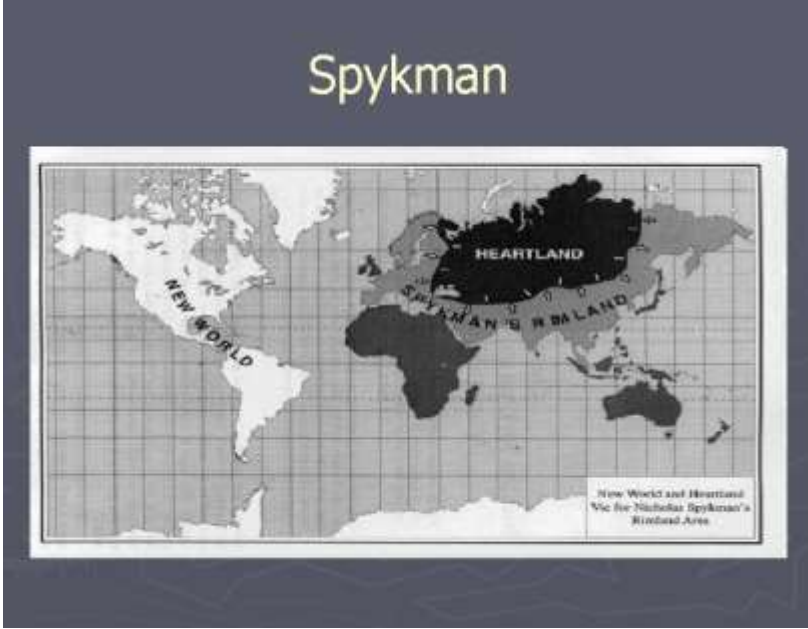 Spykman
HEARTLAND
NEW WORLD
SPYKMAN'S RIMLAND
New World and Heartland
Vie for Nicholas Spykman's
Rimland Area